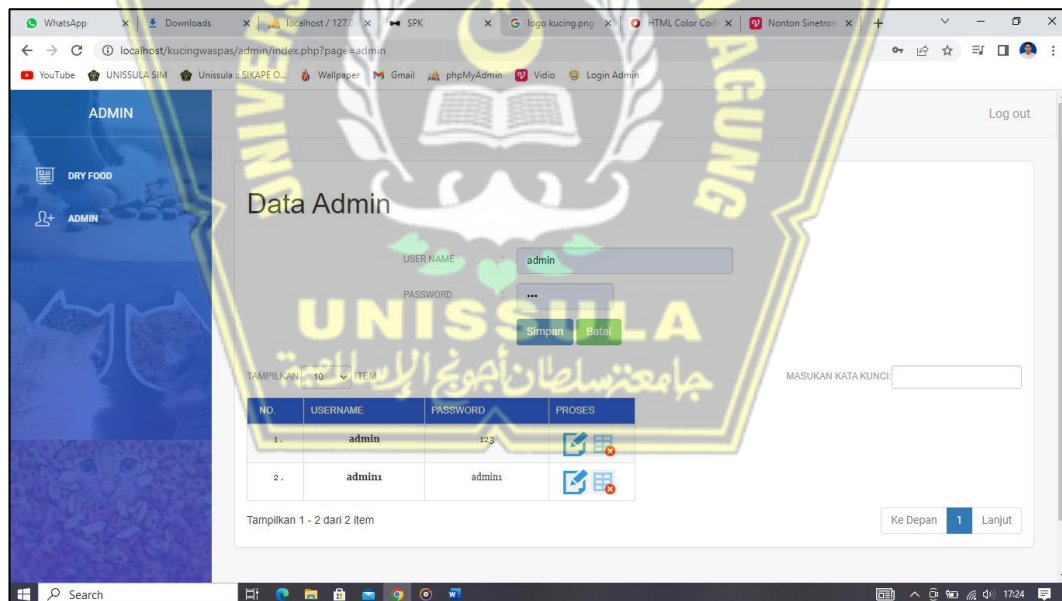 WhatsApp Downloads localhost / 127.0 SPK logo kucing.png HTML Color Cod Nonton Sinetron
localhost/kucingwaspas/admin/index.php?page=admin
YouTube UNISSULA SIM Unissula :: SIKAPE O... Wallpaper Gmail phpMyAdmin Vidio Login Admin
ADMIN
Log out
DRY FOOD
ADMIN
Data Admin
USER NAME : admin
PASSWORD : •••
Simpan Batal
UNISSULA
جامعنسلطان أجونج الإسلامية
TAMPILKAN 10 ITEM
MASUKAN KATA KUNCI:
NO. USERNAME PASSWORD PROSES
1 . admin 123
2 . admin1 admin1
Tampilkan 1 - 2 dari 2 item
Ke Depan 1 Lanjut
Search
17:24